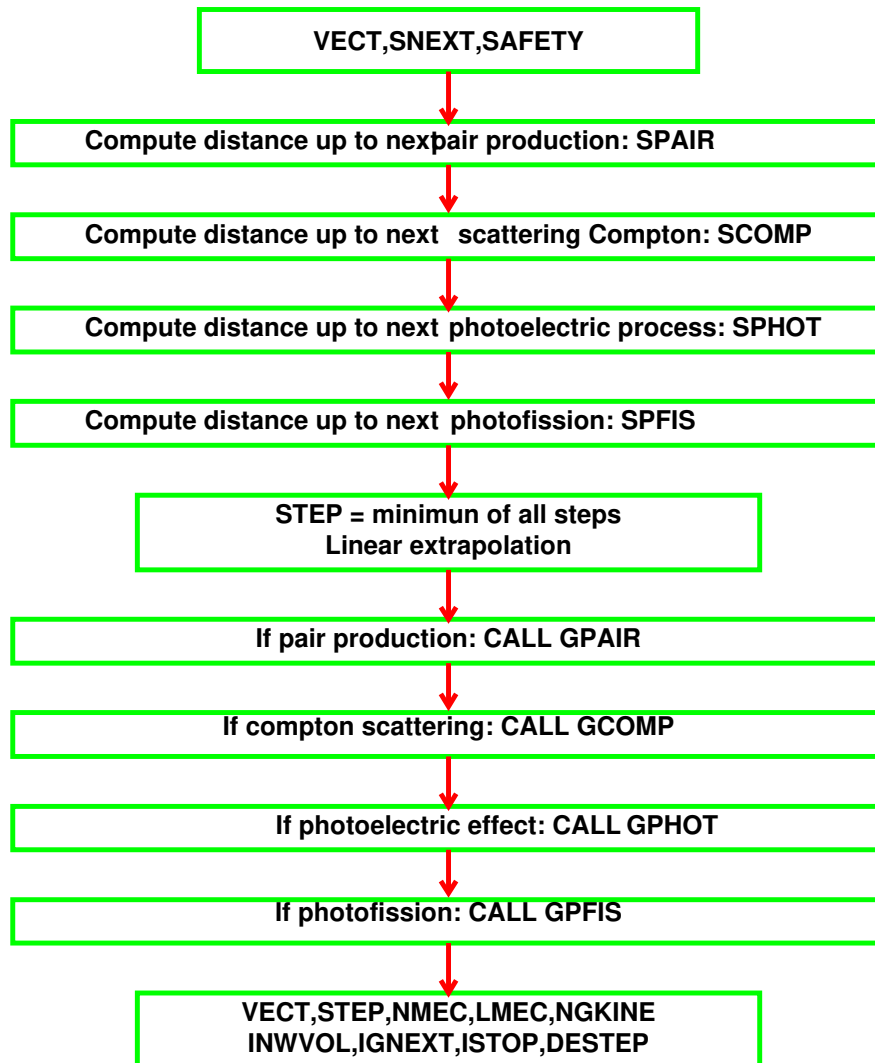 VECT,SNEXT,SAFETY
Compute distance up to next pair production: SPAIR
Compute distance up to next scattering Compton: SCOMP
Compute distance up to next photoelectric process: SPHOT
Compute distance up to next photofission: SPFIS
STEP = minimun of all steps
Linear extrapolation
If pair production: CALL GPAIR
If compton scattering: CALL GCOMP
If photoelectric effect: CALL GPHOT
If photofission: CALL GPFIS
VECT,STEP,NMEC,LMEC,NGKINE
INWVOL,IGNEXT,ISTOP,DESTEP